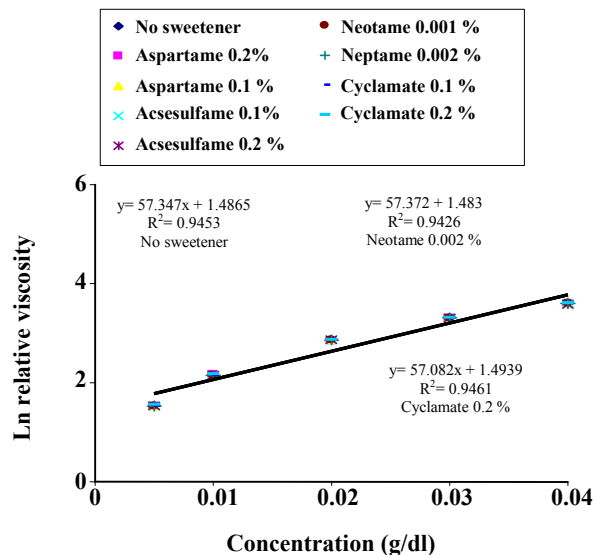 No sweetener
Aspartame 0.2%
Aspartame 0.1 %
Acsesulfame 0.1%
Acsesulfame 0.2 %
Neotame 0.001 %
Neptame 0.002 %
Cyclamate 0.1 %
Cyclamate 0.2 %
6
y= 57.347x + 1.4865
R²= 0.9453
No sweetener
y= 57.372 + 1.483
R²= 0.9426
Neotame 0.002 %
4
Ln relative viscosity
2
y= 57.082x + 1.4939
R²= 0.9461
Cyclamate 0.2 %
0
0 0.01 0.02 0.03 0.04
Concentration (g/dl)